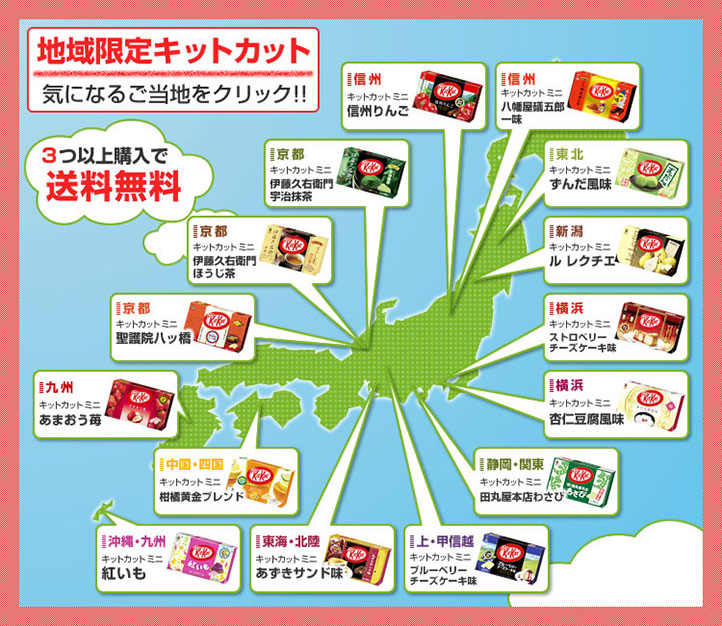 地域限定キットカット
気になるご当地をクリック!!
3つ以上購入で
送料無料
信州
キットカット ミニ
信州りんご
信州
キットカット ミニ
八幡屋礒五郎
一味
京都
キットカット ミニ
伊藤久右衛門
宇治抹茶
東北
キットカット ミニ
ずんだ風味
京都
キットカット ミニ
伊藤久右衛門
ほうじ茶
新潟
キットカット ミニ
ル レクチエ
京都
キットカット ミニ
聖護院八ッ橋
横浜
キットカット ミニ
ストロベリー
チーズケーキ味
九州
キットカット ミニ
あまおう苺
横浜
キットカット ミニ
杏仁豆腐風味
中国・四国
キットカット ミニ
柑橘黄金ブレンド
静岡・関東
キットカット ミニ
田丸屋本店わさび
沖縄・九州
キットカット ミニ
紅いも
東海・北陸
キットカット ミニ
あずきサンド味
上・甲信越
キットカット ミニ
ブルーベリー
チーズケーキ味